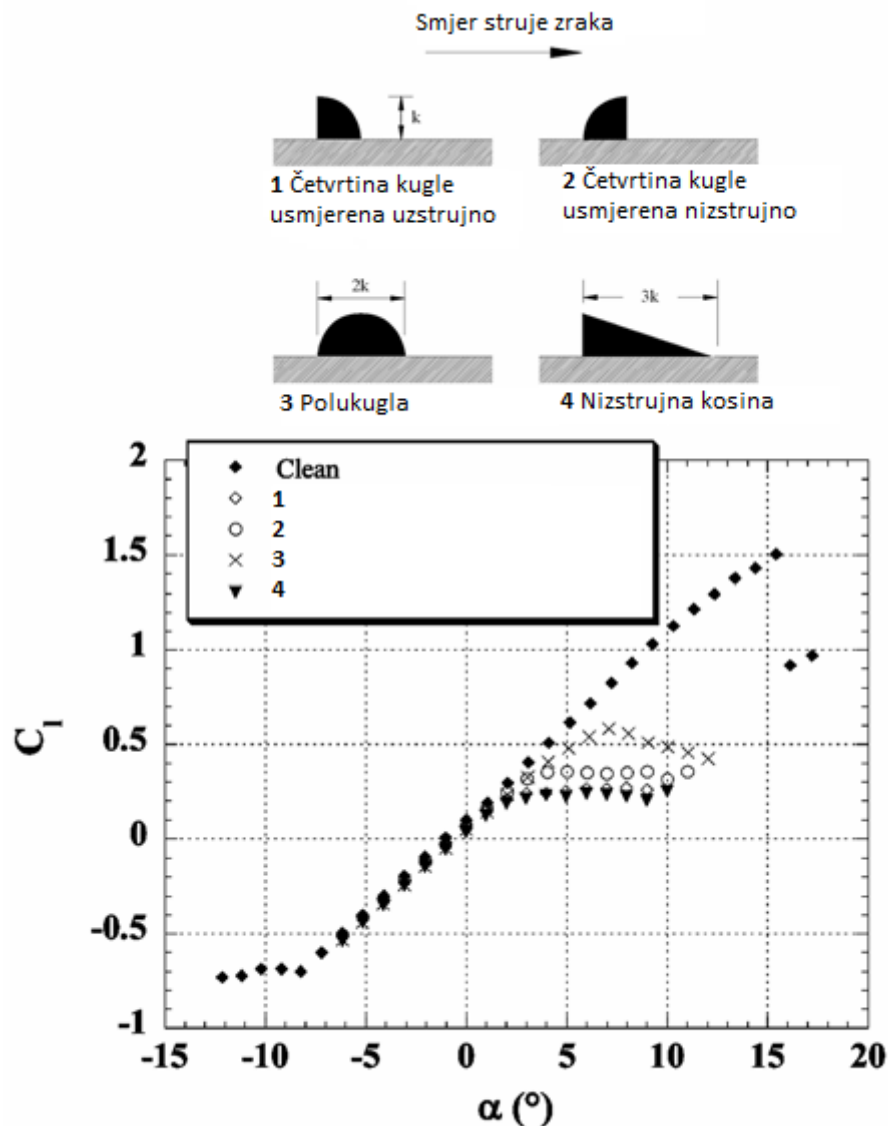 Smjer struje zraka
k
1 Četvrtina kugle
usmjerena uzstrujno
2 Četvrtina kugle
usmjerena nizstrujno
2k
3k
3 Polukugla
4 Nizstrujna kosina
Clean
1
2
3
4
2
1.5
1
0.5
0
-0.5
-1
C_l
-15 -10 -5 0 5 10 15 20
α (°)